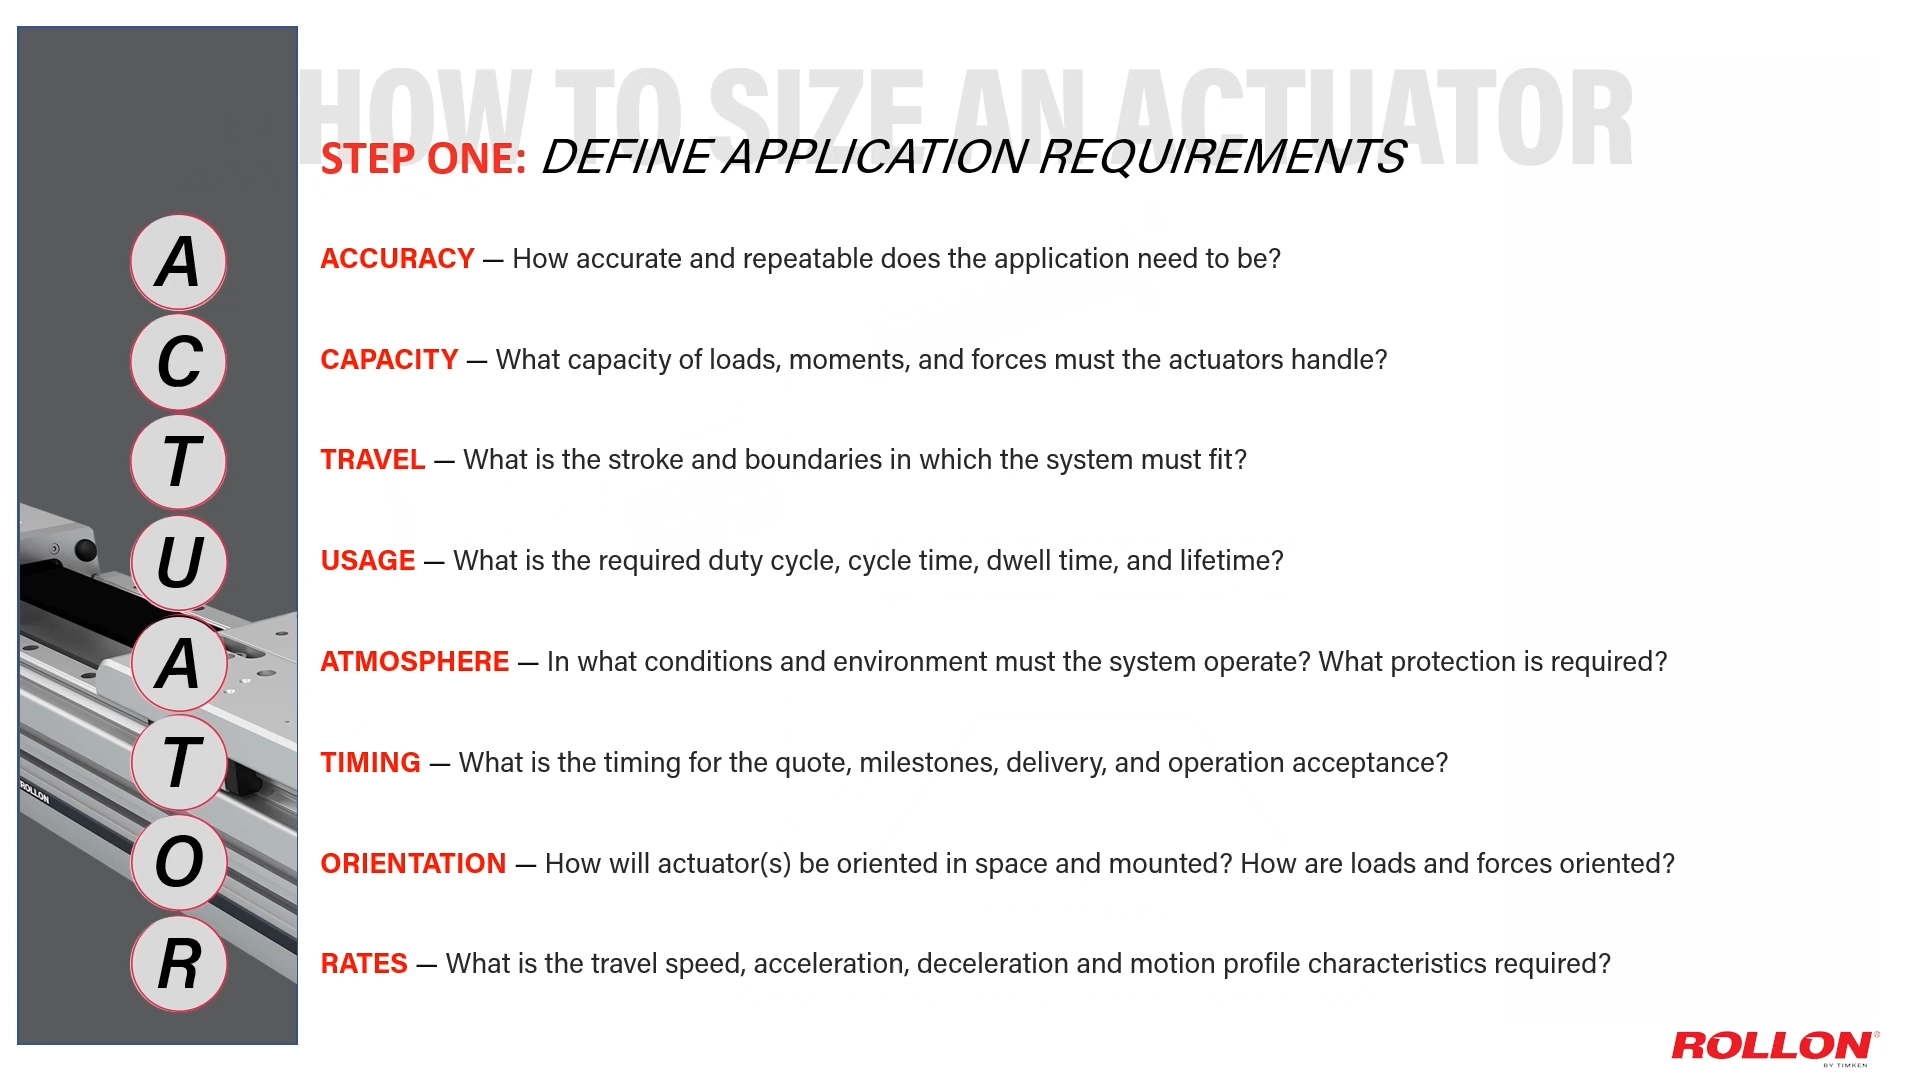 HOW TO SIZE AN ACTUATOR
STEP ONE: DEFINE APPLICATION REQUIREMENTS
A
ACCURACY — How accurate and repeatable does the application need to be?
C
CAPACITY — What capacity of loads, moments, and forces must the actuators handle?
T
TRAVEL — What is the stroke and boundaries in which the system must fit?
U
USAGE — What is the required duty cycle, cycle time, dwell time, and lifetime?
A
ATMOSPHERE — In what conditions and environment must the system operate? What protection is required?
T
TIMING — What is the timing for the quote, milestones, delivery, and operation acceptance?
ROLLON
O
ORIENTATION — How will actuator(s) be oriented in space and mounted? How are loads and forces oriented?
R
RATES — What is the travel speed, acceleration, deceleration and motion profile characteristics required?
ROLLON®
BY TIMKEN